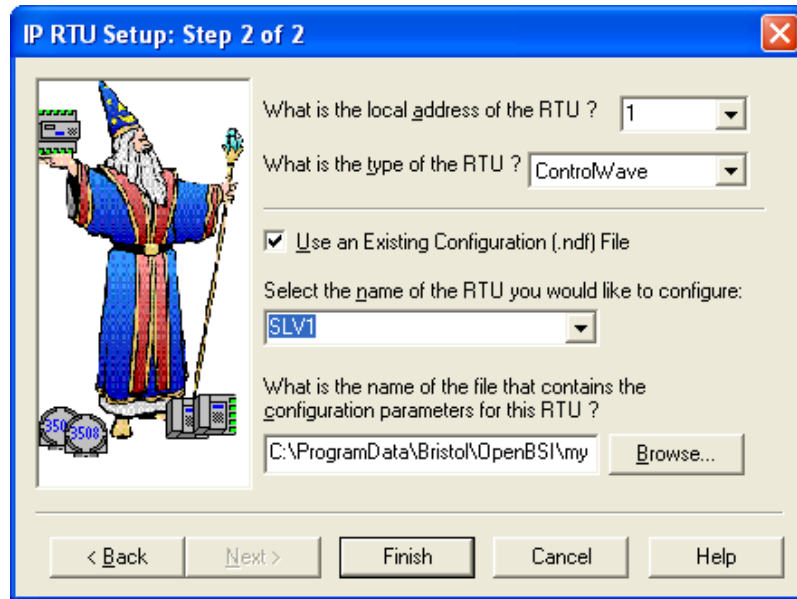 IP RTU Setup: Step 2 of 2
What is the local address of the RTU ? 1
What is the type of the RTU ? ControlWave
Use an Existing Configuration (.ndf) File
Select the name of the RTU you would like to configure:
SLV1
What is the name of the file that contains the
configuration parameters for this RTU ?
C:\ProgramData\Bristol\OpenBSI\my Browse...
350 3508
< Back Next > Finish Cancel Help